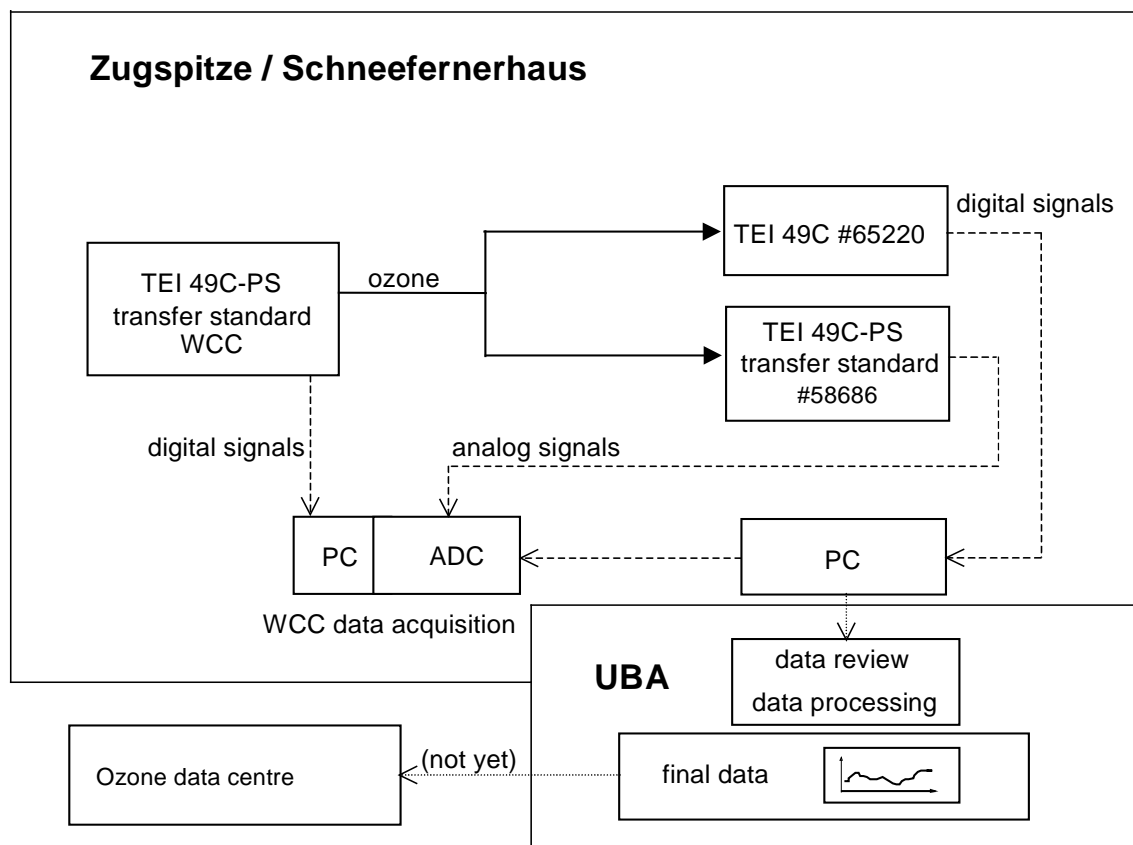 Zugspitze / Schneefernerhaus
TEI 49C #65220
digital signals
TEI 49C-PS
transfer standard
WCC
ozone
TEI 49C-PS
transfer standard
#58686
digital signals
analog signals
PC
ADC
PC
WCC data acquisition
UBA
data review
data processing
Ozone data centre
(not yet)
final data